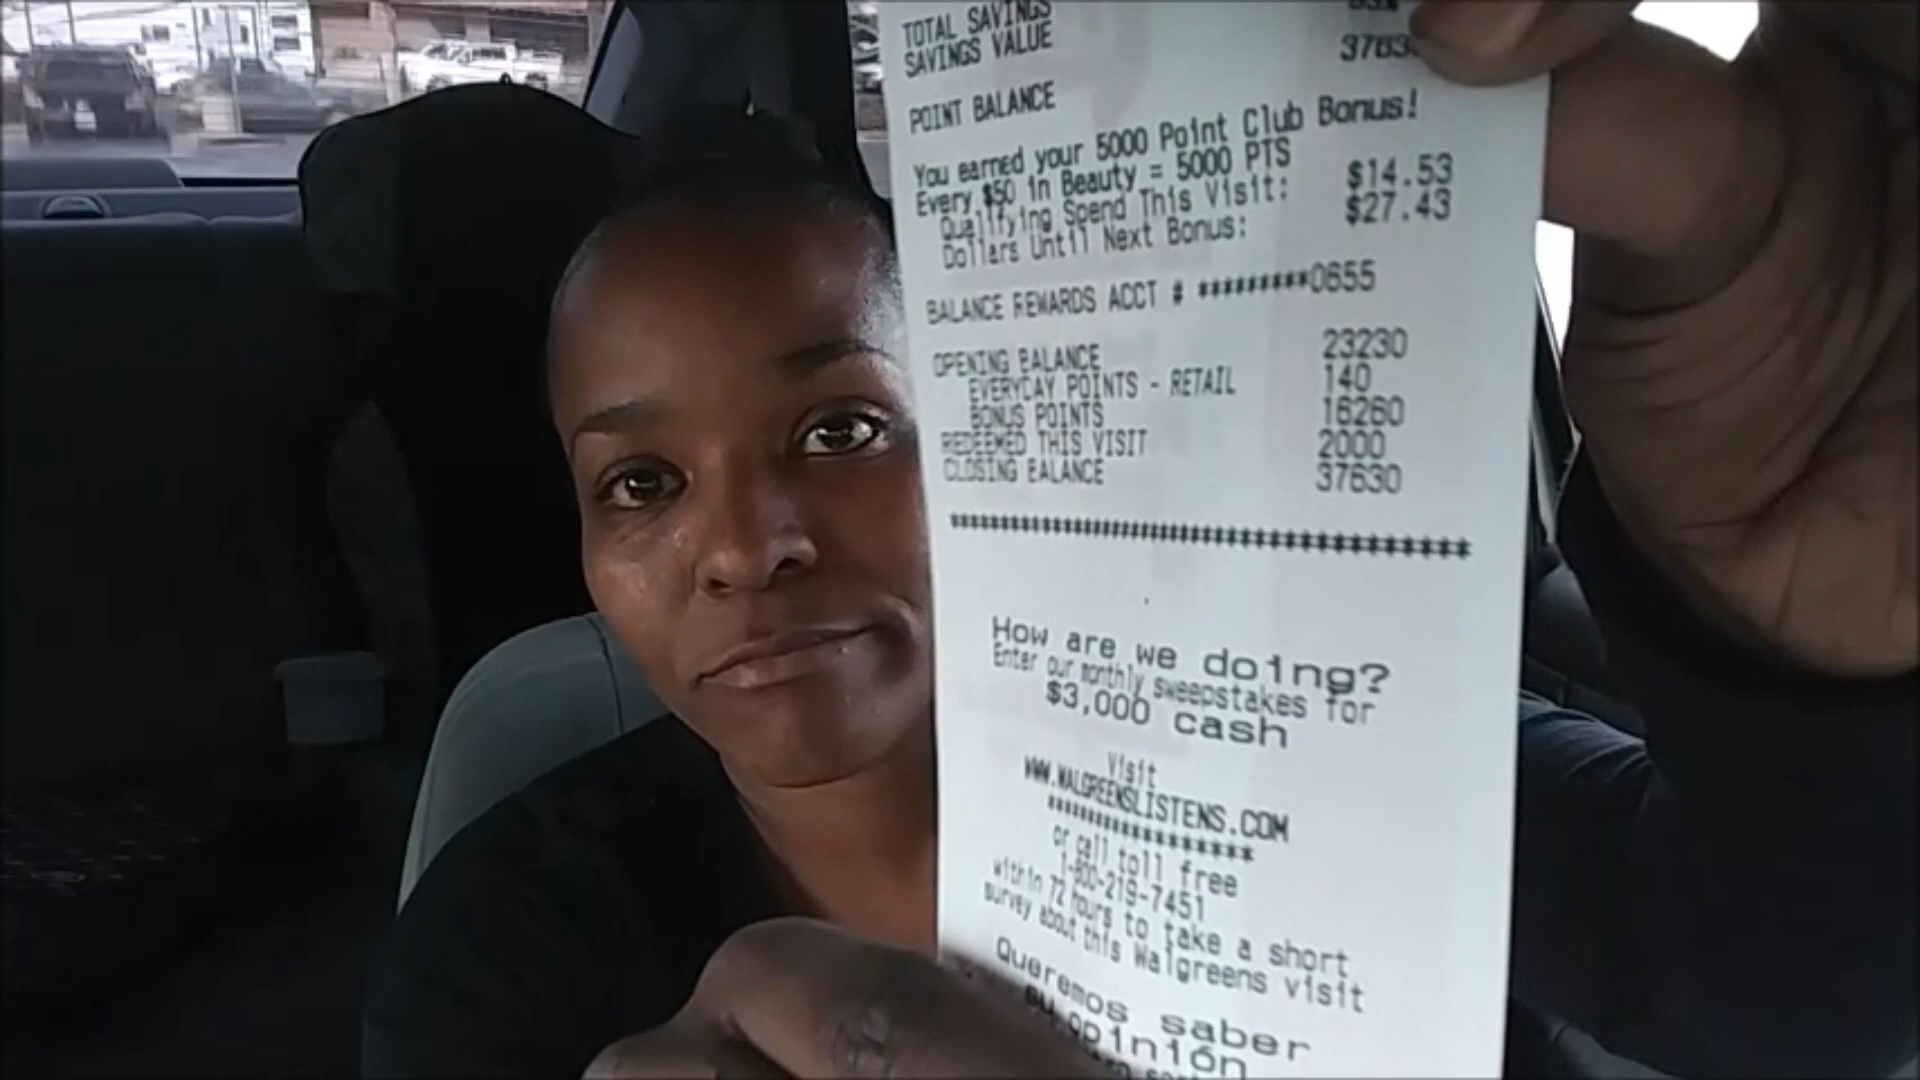 TOTAL SAVINGS
SAVINGS VALUE
POINT BALANCE 3763
You earned your 5000 Point Club Bonus!
Every $50 in Beauty = 5000 PTS
Qualifying Spend This Visit: $14.53
Dollars Until Next Bonus: $27.43
BALANCE REWARDS ACCT # *********0655
OPENING BALANCE 23230
EVERYDAY POINTS - RETAIL 140
BONUS POINTS 16260
REDEEMED THIS VISIT 2000
CLOSING BALANCE 37630
How are we doing?
Enter our monthly sweepstakes for
$3,000 cash
Visit
WWW.WALGREENSLISTENS.COM
or call toll free
1-800-219-7451
within 72 hours to take a short
survey about this Walgreens visit
Queremos saber
su opinión